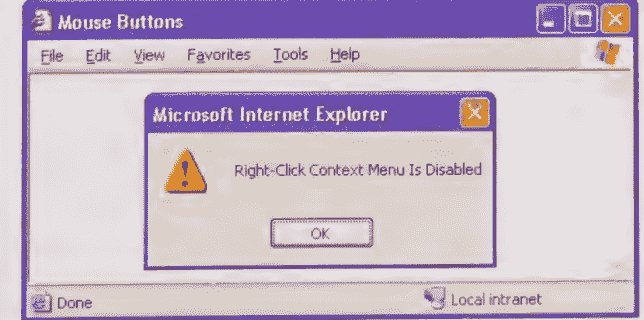 Mouse Buttons
File Edit View Favorites Tools Help
Microsoft Internet Explorer
Right-Click Context Menu Is Disabled
OK
Done
Local intranet